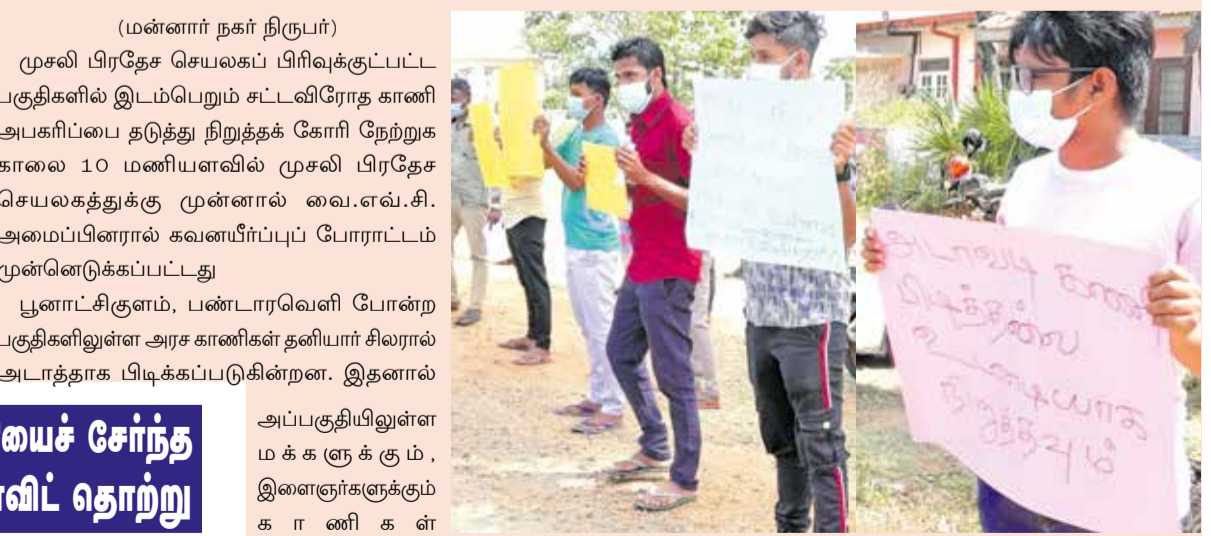 (மன்னார் நகர் நிருபர்)
முசலி பிரதேச செயலகப் பிரிவுக்குட்பட்ட
பகுதிகளில் இடம்பெறும் சட்டவிரோத காணி
அபகரிப்பை தடுத்து நிறுத்தக் கோரி நேற்றுக
காலை 10 மணியளவில் முசலி பிரதேச
செயலகத்துக்கு முன்னால் வை.எவ்.சி.
அமைப்பினரால் கவனயீர்ப்புப் போராட்டம்
முன்னெடுக்கப்பட்டது
பூனாட்சிகுளம், பண்டாரவெளி போன்ற
பகுதிகளிலுள்ள அரச காணிகள் தனியார் சிலரால்
அடாத்தாக பிடிக்கப்படுகின்றன. இதனால்
அப்பகுதியிலுள்ள
மக்களுக்கும்,
இளைஞர்களுக்கும்
காணிகள்
யைச் சேர்ந்த
விட் தொற்று
அடாவடி காணி
பிடித்தலை
உடனடியாக
நிறுத்தவும்